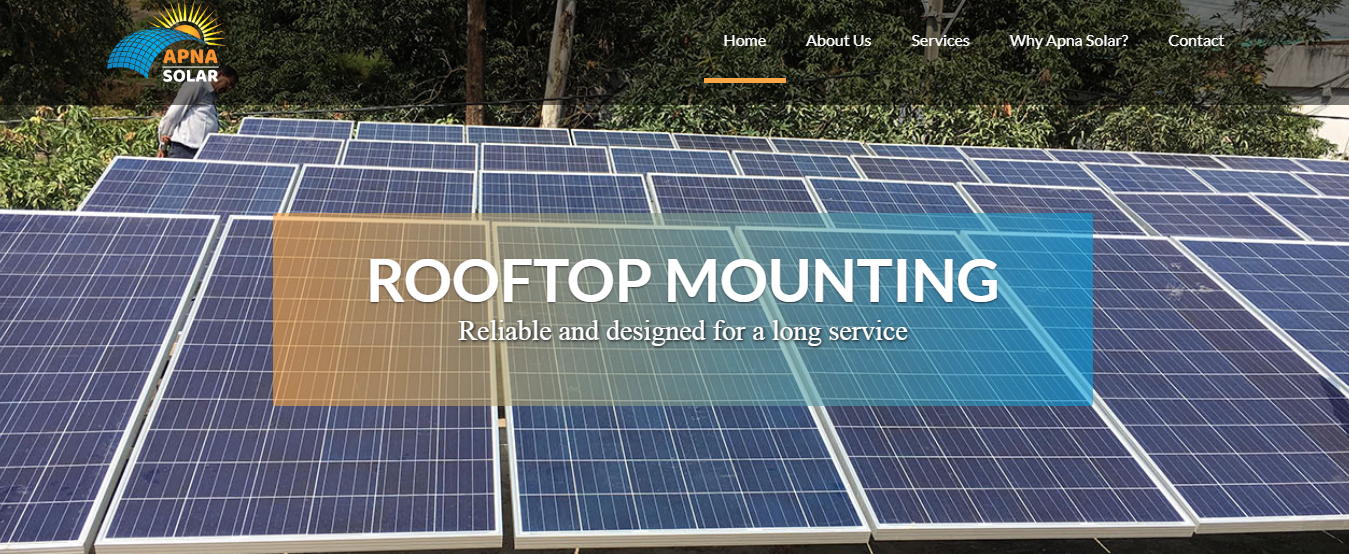 APNA
SOLAR
Home
About Us
Services
Why Apna Solar?
Contact
ROOFTOP MOUNTING
Reliable and designed for a long service